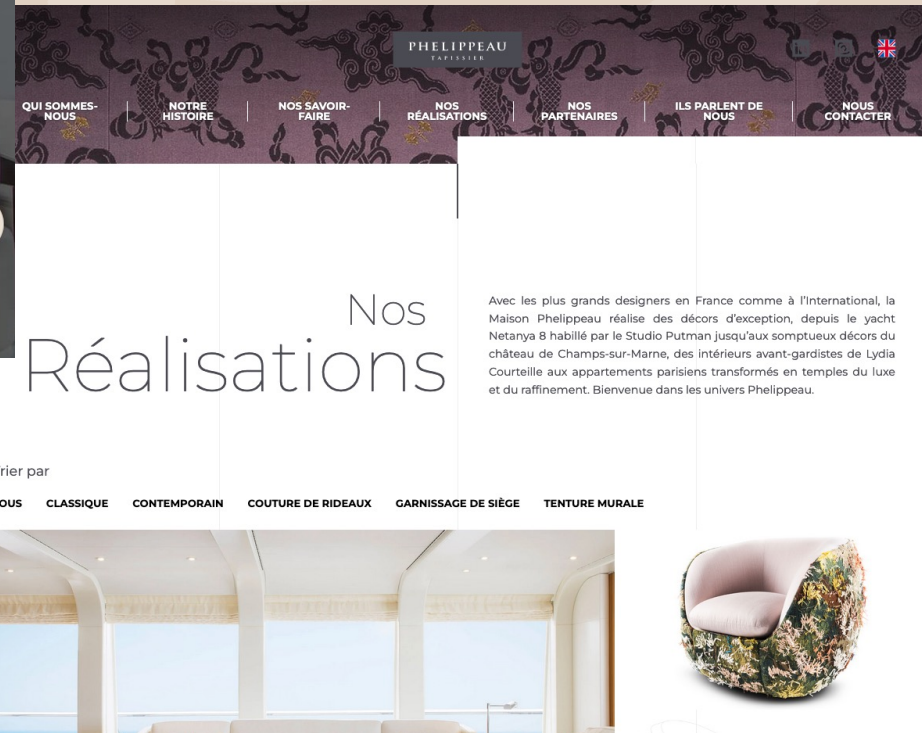 PHELIPPEAU
TAPISSIER
QUI SOMMES-
NOUS
NOTRE
HISTOIRE
NOS SAVOIR-
FAIRE
NOS
RÉALISATIONS
NOS
PARTENAIRES
ILS PARLENT DE
NOUS
NOUS
CONTACTER
Nos
Réalisations
Avec les plus grands designers en France comme à l’International, la
Maison Phelippeau réalise des décors d’exception, depuis le yacht
Netanya 8 habillé par le Studio Putman jusqu’aux somptueux décors du
château de Champs-sur-Marne, des intérieurs avant-gardistes de Lydia
Courteille aux appartements parisiens transformés en temples du luxe
et du raffinement. Bienvenue dans les univers Phelippeau.
rier par
OUS
CLASSIQUE
CONTEMPORAIN
COUTURE DE RIDEAUX
GARNISSAGE DE SIÈGE
TENTURE MURALE